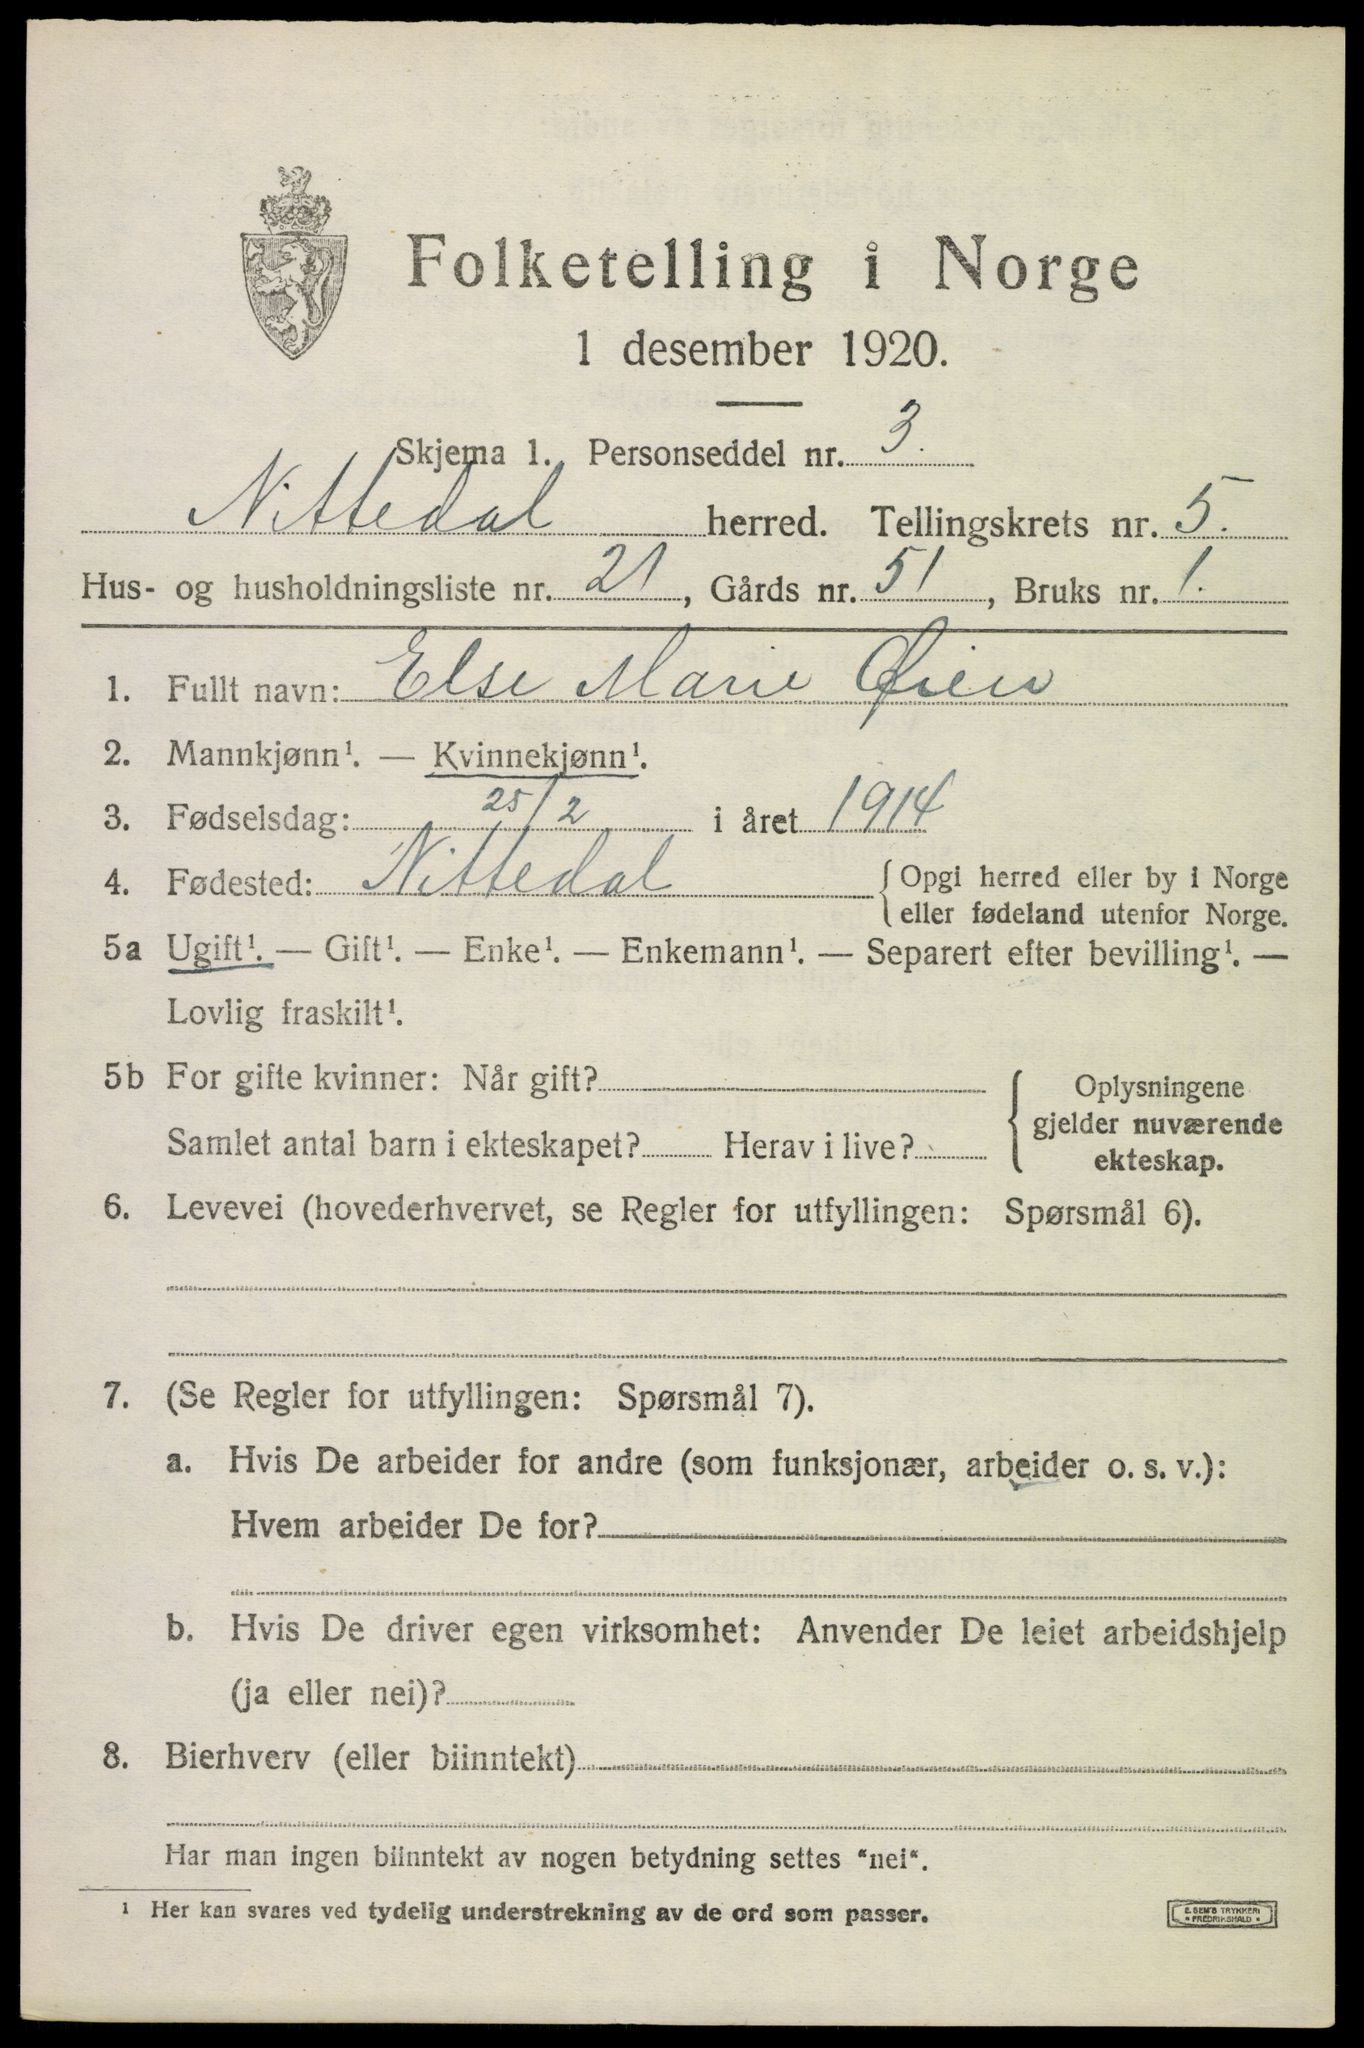 Folketelling i Norge
1 desember 1920.
Skjema 1. Personseddel nr. 3.
Nittedal herred. Tellingskrets nr. 5.
Hus- og husholdningsliste nr. 21, Gårds nr. 51, Bruks nr. 1.
1. Fullt navn: Else Marie Øien
2. Mannkjønn¹. — Kvinnekjønn¹.
3. Fødselsdag: 25/2 i året 1914
4. Fødested: Nittedal { Opgi herred eller by i Norge
eller fødeland utenfor Norge.
5a Ugift¹. — Gift¹. — Enke¹. — Enkemann¹. — Separert efter bevilling¹. —
Lovlig fraskilt¹.
5b For gifte kvinner: Når gift?
Samlet antal barn i ekteskapet? Herav i live?
{ Oplysningene
gjelder nuværende
ekteskap.
6. Levevei (hovederhvervet, se Regler for utfyllingen: Spørsmål 6).
7. (Se Regler for utfyllingen: Spørsmål 7).
a. Hvis De arbeider for andre (som funksjonær, arbeider o. s. v.):
Hvem arbeider De for?
b. Hvis De driver egen virksomhet: Anvender De leiet arbeidshjelp
(ja eller nei)?
8. Bierhverv (eller biinntekt)
Har man ingen biinntekt av nogen betydning settes "nei".
¹ Her kan svares ved tydelig understrekning av de ord som passer.
E. SEM'S TRYKKERI
* FREDRIKSHALD *